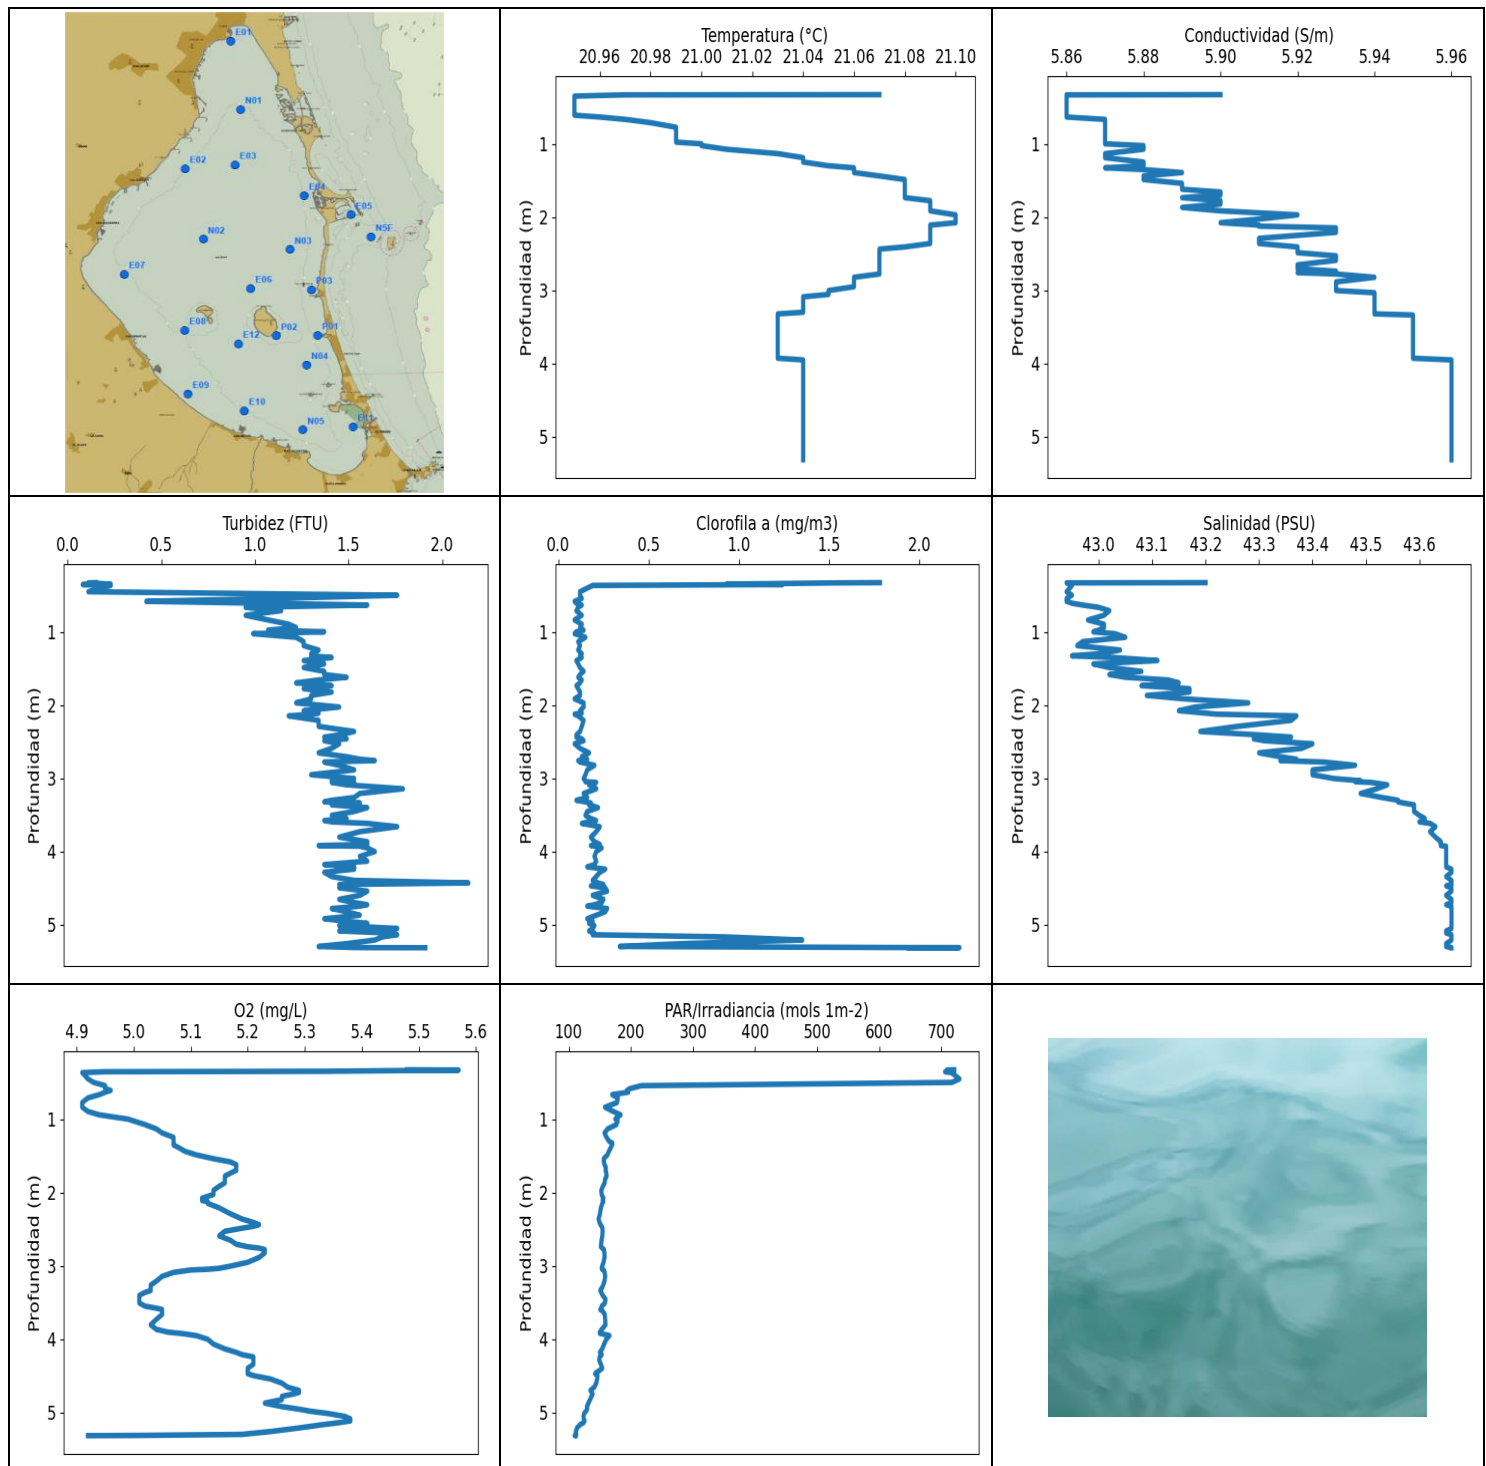 E01
N01
E02
E03
E04
E05
N5F
N02
N03
E07
E06
P03
E08
P02
P01
E12
N04
E09
E10
N05
E11
Temperatura (°C)
20.96 20.98 21.00 21.02 21.04 21.06 21.08 21.10
Profundidad (m)
1
2
3
4
5
Conductividad (S/m)
5.86 5.88 5.90 5.92 5.94 5.96
Profundidad (m)
1
2
3
4
5
Turbidez (FTU)
0.0 0.5 1.0 1.5 2.0
Profundidad (m)
1
2
3
4
5
Clorofila a (mg/m3)
0.0 0.5 1.0 1.5 2.0
Profundidad (m)
1
2
3
4
5
Salinidad (PSU)
43.0 43.1 43.2 43.3 43.4 43.5 43.6
Profundidad (m)
1
2
3
4
5
O2 (mg/L)
4.9 5.0 5.1 5.2 5.3 5.4 5.5 5.6
Profundidad (m)
1
2
3
4
5
PAR/Irradiancia (mols 1m-2)
100 200 300 400 500 600 700
Profundidad (m)
1
2
3
4
5